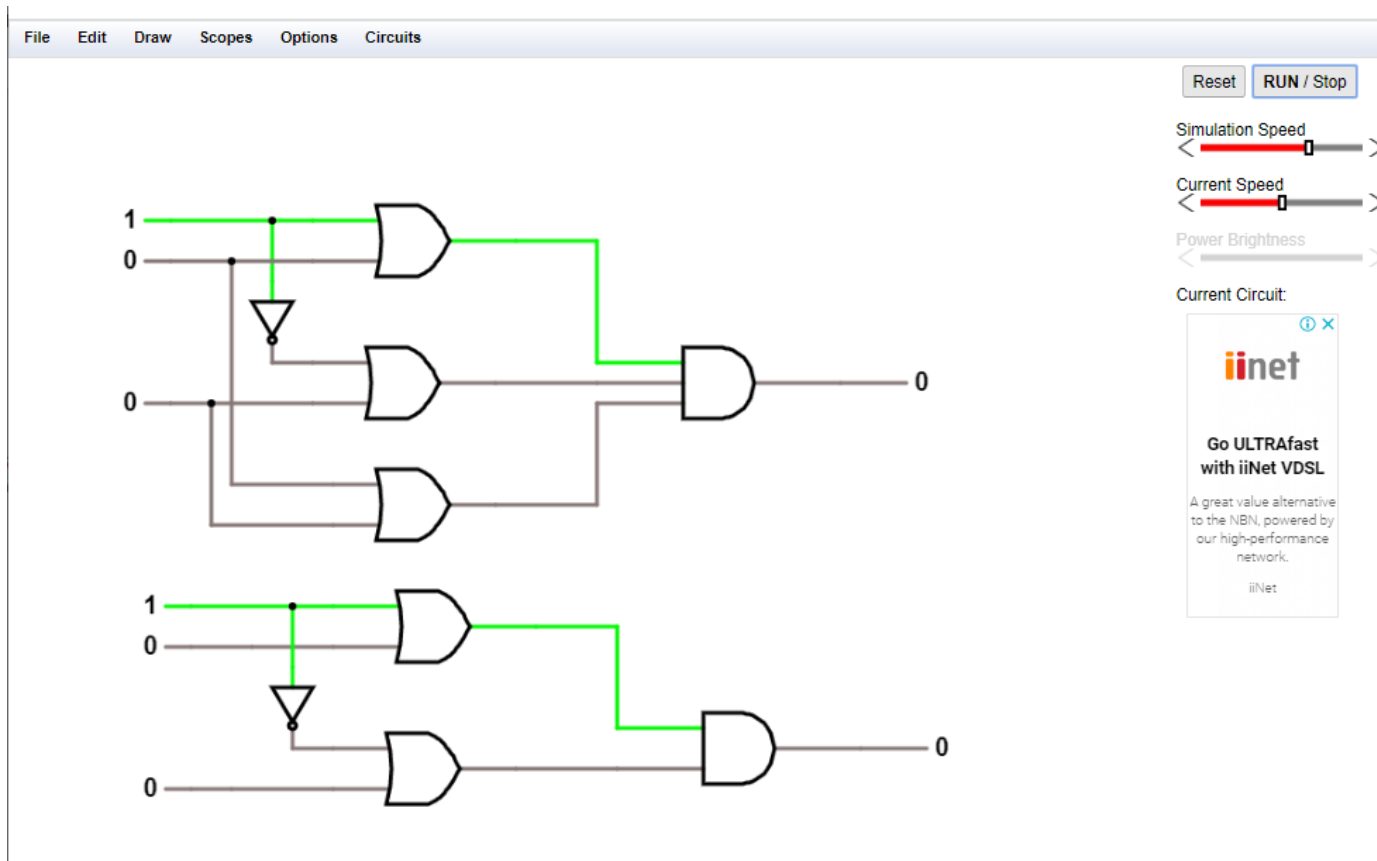 File Edit Draw Scopes Options Circuits
Reset RUN / Stop
Simulation Speed
Current Speed
Power Brightness
Current Circuit:
iinet
Go ULTRAfast
with iiNet VDSL
A great value alternative
to the NBN, powered by
our high-performance
network.
iiNet
1
0
0
0
1
0
0
0